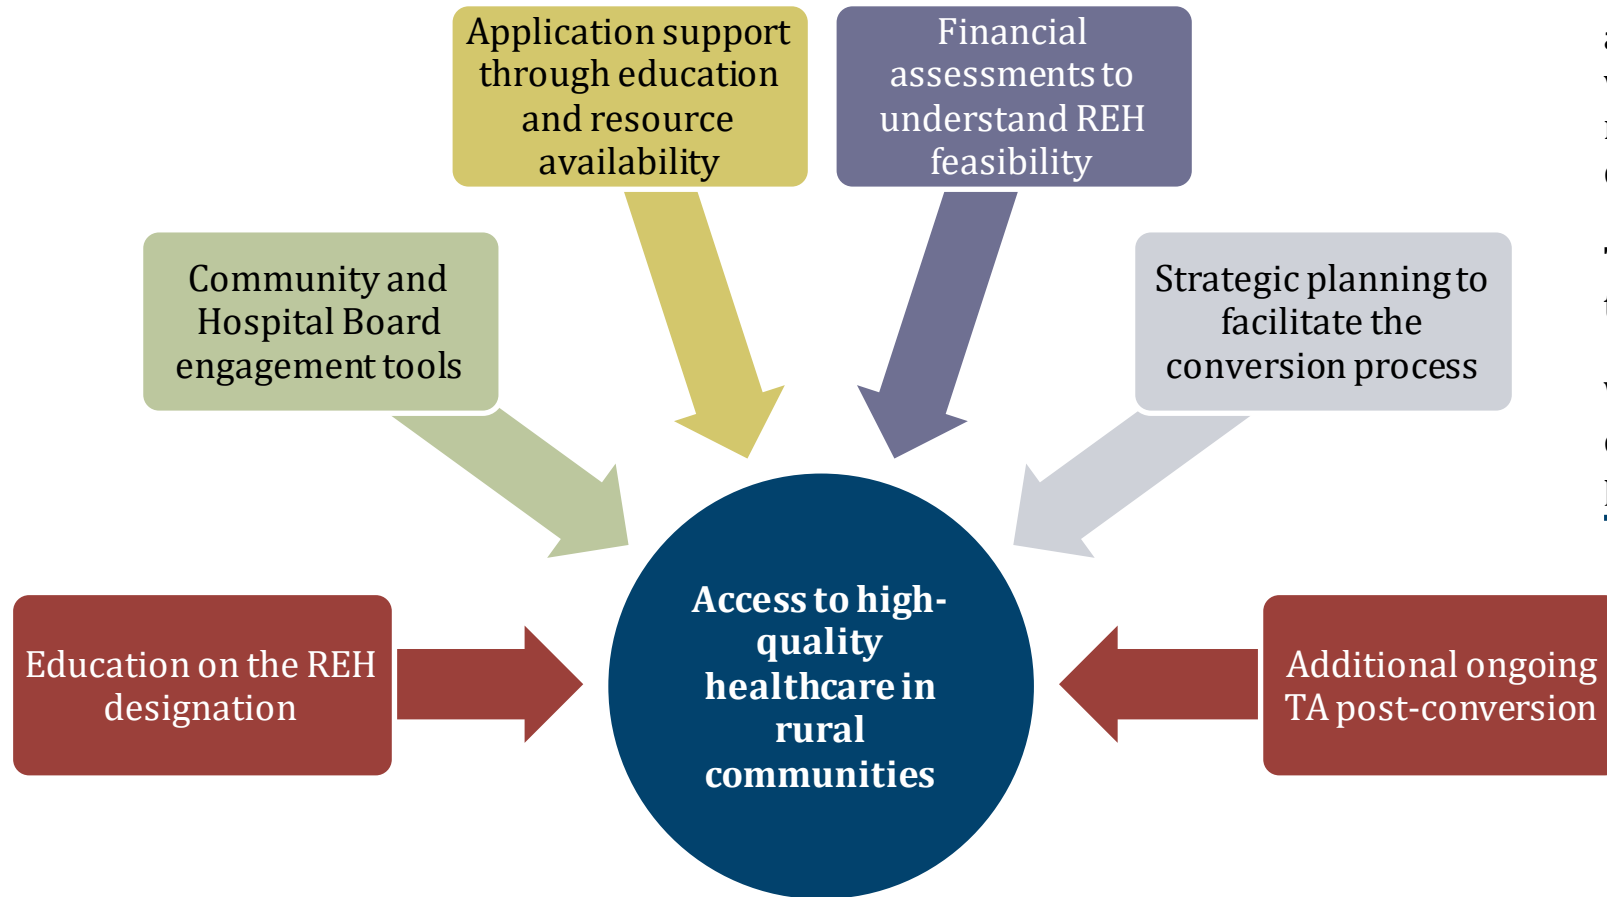 Application support
through education
and resource
availability
Financial
assessments to
understand REH
feasibility
Community and
Hospital Board
engagement tools
Strategic planning to
facilitate the
conversion process
Education on the REH
designation
Access to high-
quality
healthcare in
rural
communities
Additional ongoing
TA post-conversion